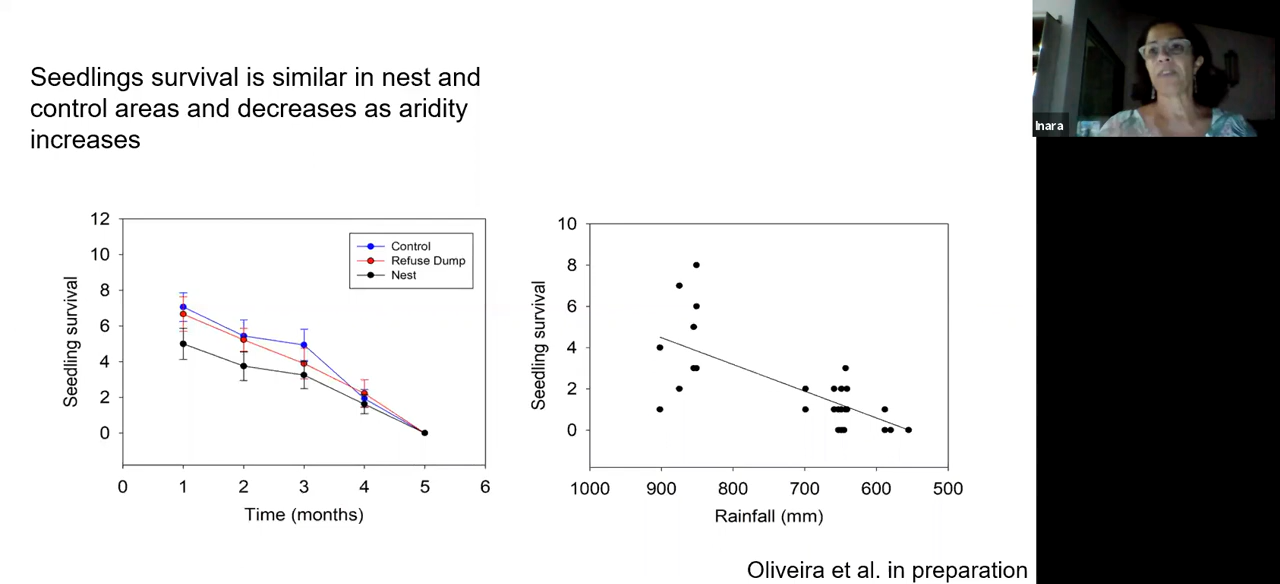 Seedlings survival is similar in nest and
control areas and decreases as aridity
increases
Inara
12
10
8
6
4
2
0
Seedling survival
Control
Refuse Dump
Nest
0 1 2 3 4 5 6
Time (months)
10
8
6
4
2
0
Seedling survival
1000 900 800 700 600 500
Rainfall (mm)
Oliveira et al. in preparation